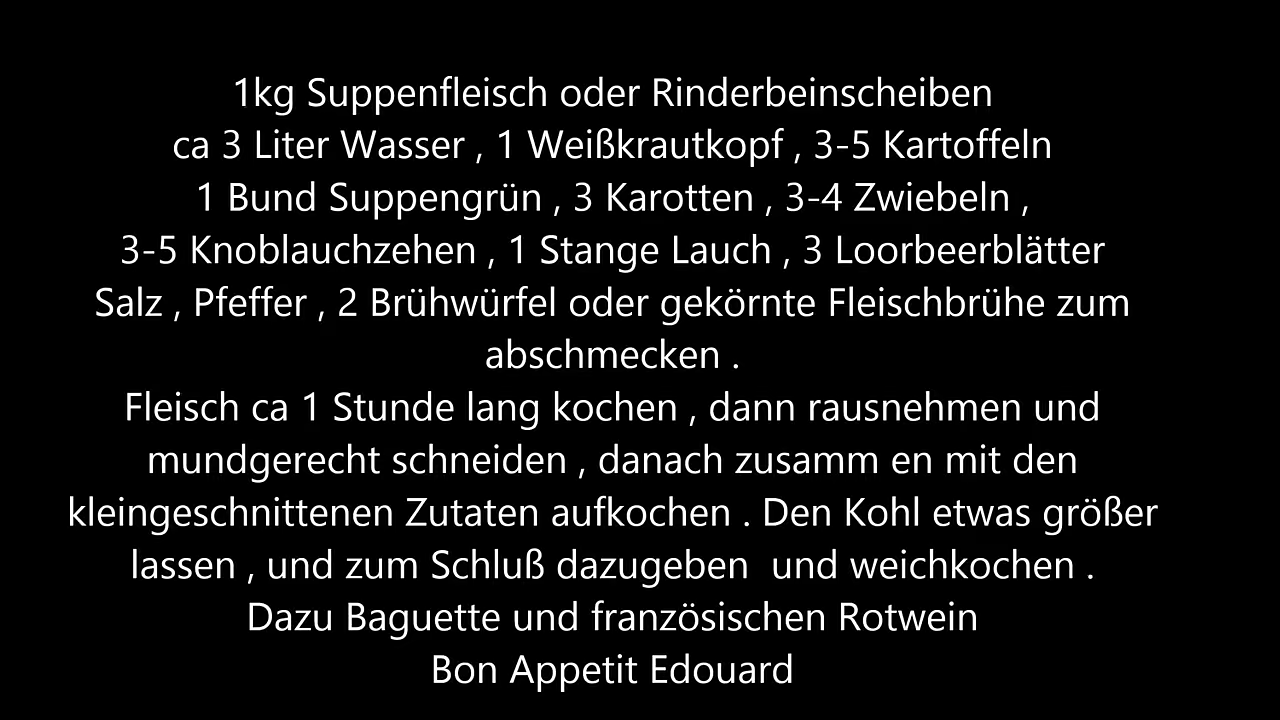 1kg Suppenfleisch oder Rinderbeinscheiben
ca 3 Liter Wasser , 1 Weißkrautkopf , 3-5 Kartoffeln
1 Bund Suppengrün , 3 Karotten , 3-4 Zwiebeln ,
3-5 Knoblauchzehen , 1 Stange Lauch , 3 Loorbeerblätter
Salz , Pfeffer , 2 Brühwürfel oder gekörnte Fleischbrühe zum
abschmecken .
Fleisch ca 1 Stunde lang kochen , dann rausnehmen und
mundgerecht schneiden , danach zusamm en mit den
kleingeschnittenen Zutaten aufkochen . Den Kohl etwas größer
lassen , und zum Schluß dazugeben  und weichkochen .
Dazu Baguette und französischen Rotwein
Bon Appetit Edouard